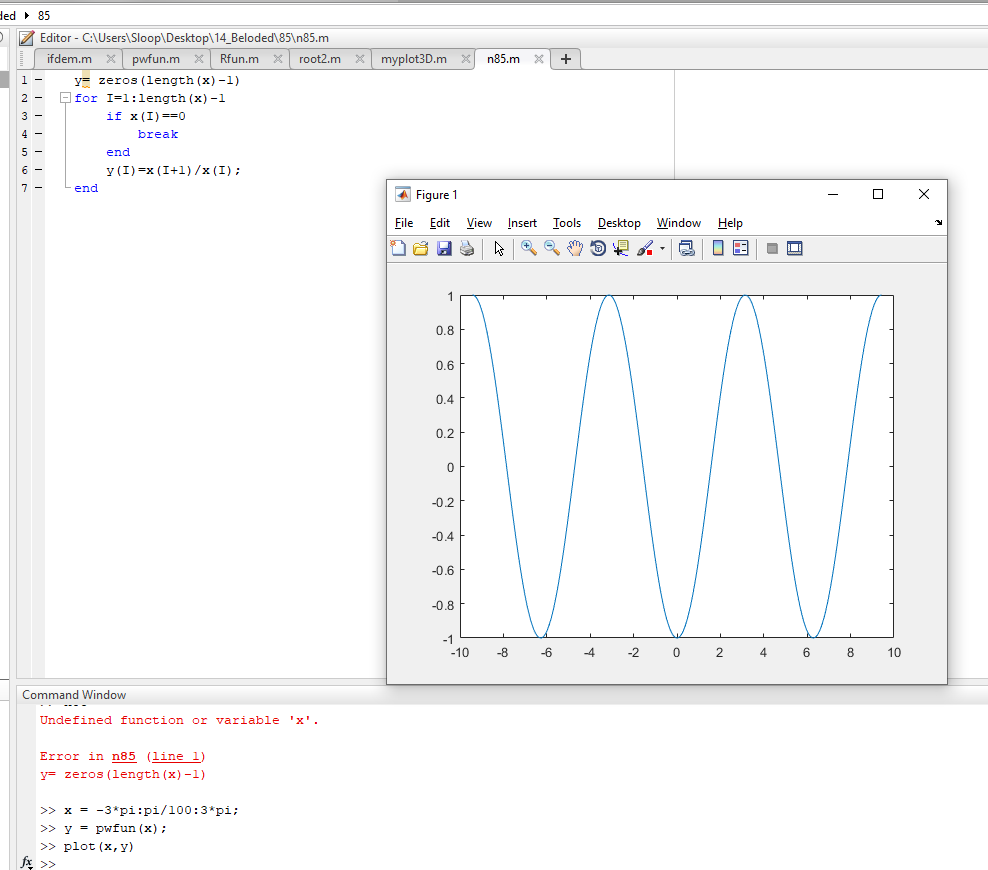 ded ▸ 85
Editor - C:\Users\Sloop\Desktop\14_Beloded\85\n85.m
ifdem.m pwfun.m Rfun.m root2.m myplot3D.m n85.m +
1 - y= zeros(length(x)-1)
2 - for I=1:length(x)-1
3 - if x(I)==0
4 - break
5 - end
6 - y(I)=x(I+1)/x(I);
7 - end
Figure 1
File Edit View Insert Tools Desktop Window Help
1
0.8
0.6
0.4
0.2
0
-0.2
-0.4
-0.6
-0.8
-1
-10 -8 -6 -4 -2 0 2 4 6 8 10
Command Window
Undefined function or variable 'x'.
Error in n85 (line 1)
y= zeros(length(x)-1)
>> x = -3*pi:pi/100:3*pi;
>> y = pwfun(x);
>> plot(x,y)
fx >>